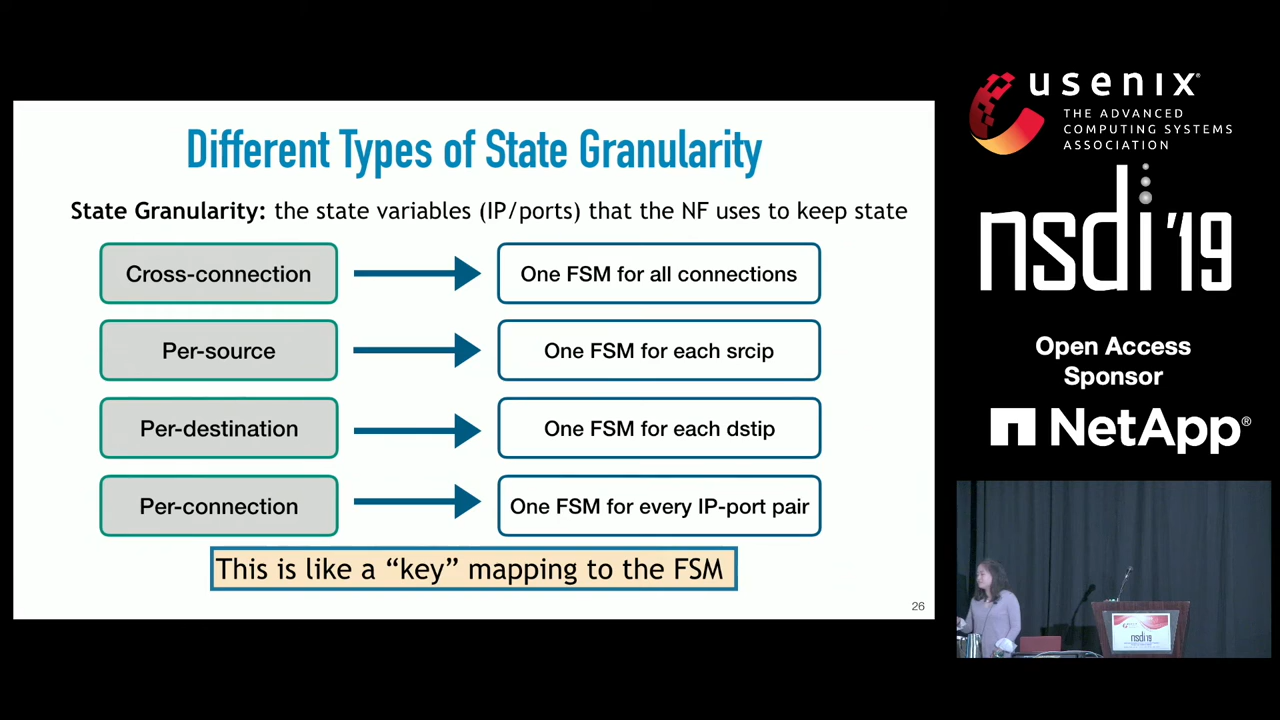 Different Types of State Granularity
State Granularity: the state variables (IP/ports) that the NF uses to keep state
Cross-connection
One FSM for all connections
Per-source
One FSM for each srcip
Per-destination
One FSM for each dstip
Per-connection
One FSM for every IP-port pair
This is like a “key” mapping to the FSM
26
usenix®
THE ADVANCED
COMPUTING SYSTEMS
ASSOCIATION
nsdi '19
Open Access
Sponsor
NetApp®
nsdi19